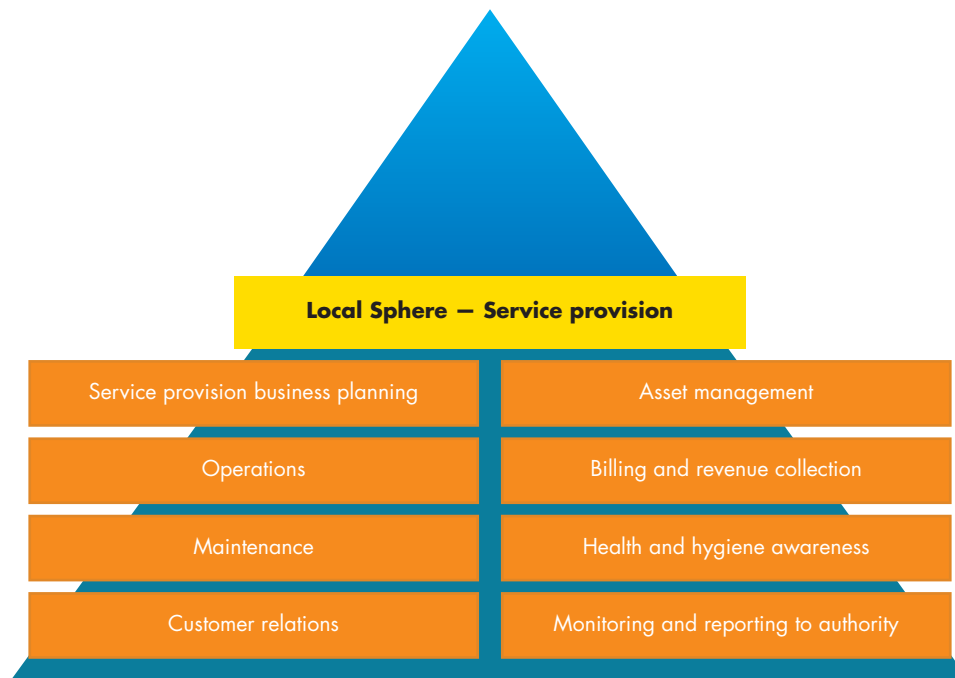 Local Sphere — Service provision
Service provision business planning
Asset management
Operations
Billing and revenue collection
Maintenance
Health and hygiene awareness
Customer relations
Monitoring and reporting to authority